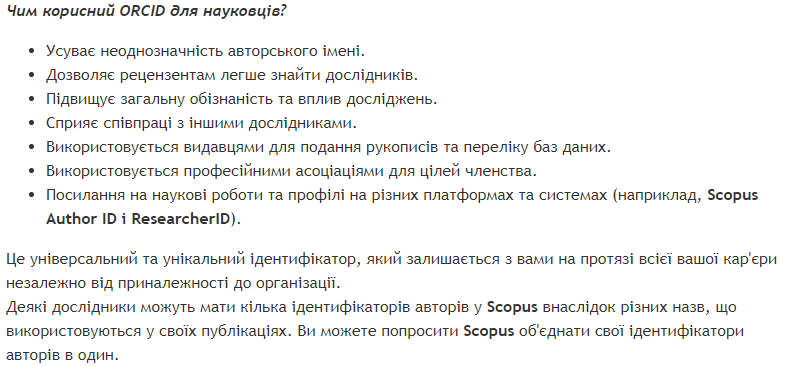 Чим корисний ORCID для науковців?
• Усуває неоднозначність авторського імені.
• Дозволяє рецензентам легше знайти дослідників.
• Підвищує загальну обізнаність та вплив досліджень.
• Сприяє співпраці з іншими дослідниками.
• Використовується видавцями для подання рукописів та переліку баз даних.
• Використовується професійними асоціаціями для цілей членства.
• Посилання на наукові роботи та профілі на різних платформах та системах (наприклад, Scopus
Author ID і ResearcherID).
Це універсальний та унікальний ідентифікатор, який залишається з вами на протязі всієї вашої кар'єри
незалежно від приналежності до організації.
Деякі дослідники можуть мати кілька ідентифікаторів авторів у Scopus внаслідок різних назв, що
використовуються у своїх публікаціях. Ви можете попросити Scopus об'єднати свої ідентифікатори
авторів в один.